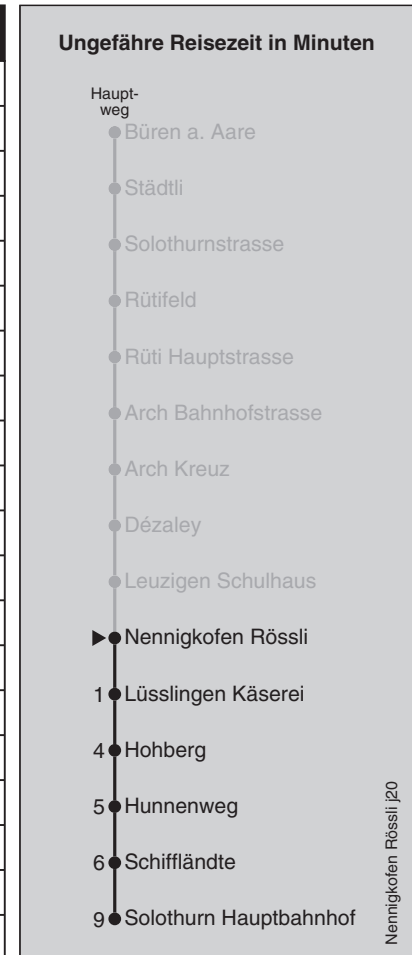 Ungefähre Reisezeit in Minuten
Haupt-
weg
Büren a. Aare
Städtli
Solothurnstrasse
Rütifeld
Rüti Hauptstrasse
Arch Bahnhofstrasse
Arch Kreuz
Dézaley
Leuzigen Schulhaus
Nennigkofen Rössli
1 Lüsslingen Käserei
4 Hohberg
5 Hunnenweg
6 Schiffländte
9 Solothurn Hauptbahnhof
Nennigkofen Rössli j20